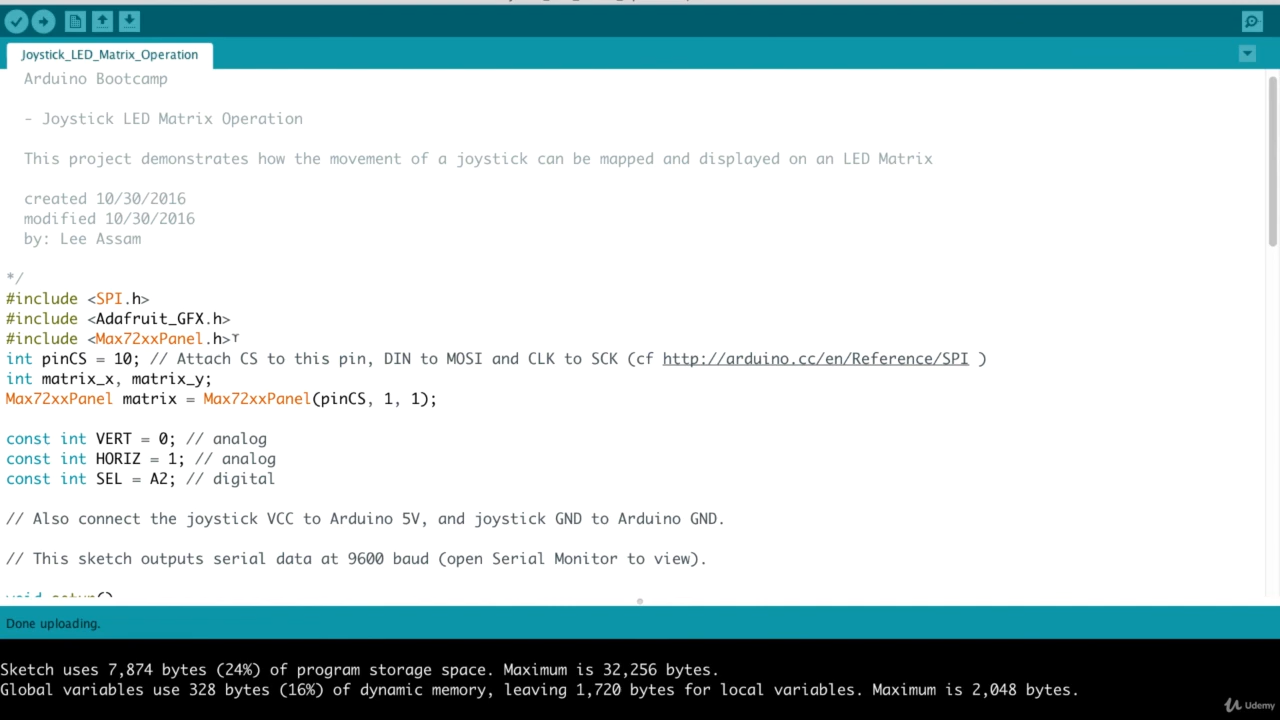 Joystick_LED_Matrix_Operation
Arduino Bootcamp
- Joystick LED Matrix Operation
This project demonstrates how the movement of a joystick can be mapped and displayed on an LED Matrix
created 10/30/2016
modified 10/30/2016
by: Lee Assam
*/
#include <SPI.h>
#include <Adafruit_GFX.h>
#include <Max72xxPanel.h>
int pinCS = 10; // Attach CS to this pin, DIN to MOSI and CLK to SCK (cf http://arduino.cc/en/Reference/SPI )
int matrix_x, matrix_y;
Max72xxPanel matrix = Max72xxPanel(pinCS, 1, 1);
const int VERT = 0; // analog
const int HORIZ = 1; // analog
const int SEL = A2; // digital
// Also connect the joystick VCC to Arduino 5V, and joystick GND to Arduino GND.
// This sketch outputs serial data at 9600 baud (open Serial Monitor to view).
void setup()
Done uploading.
Sketch uses 7,874 bytes (24%) of program storage space. Maximum is 32,256 bytes.
Global variables use 328 bytes (16%) of dynamic memory, leaving 1,720 bytes for local variables. Maximum is 2,048 bytes.
Udemy